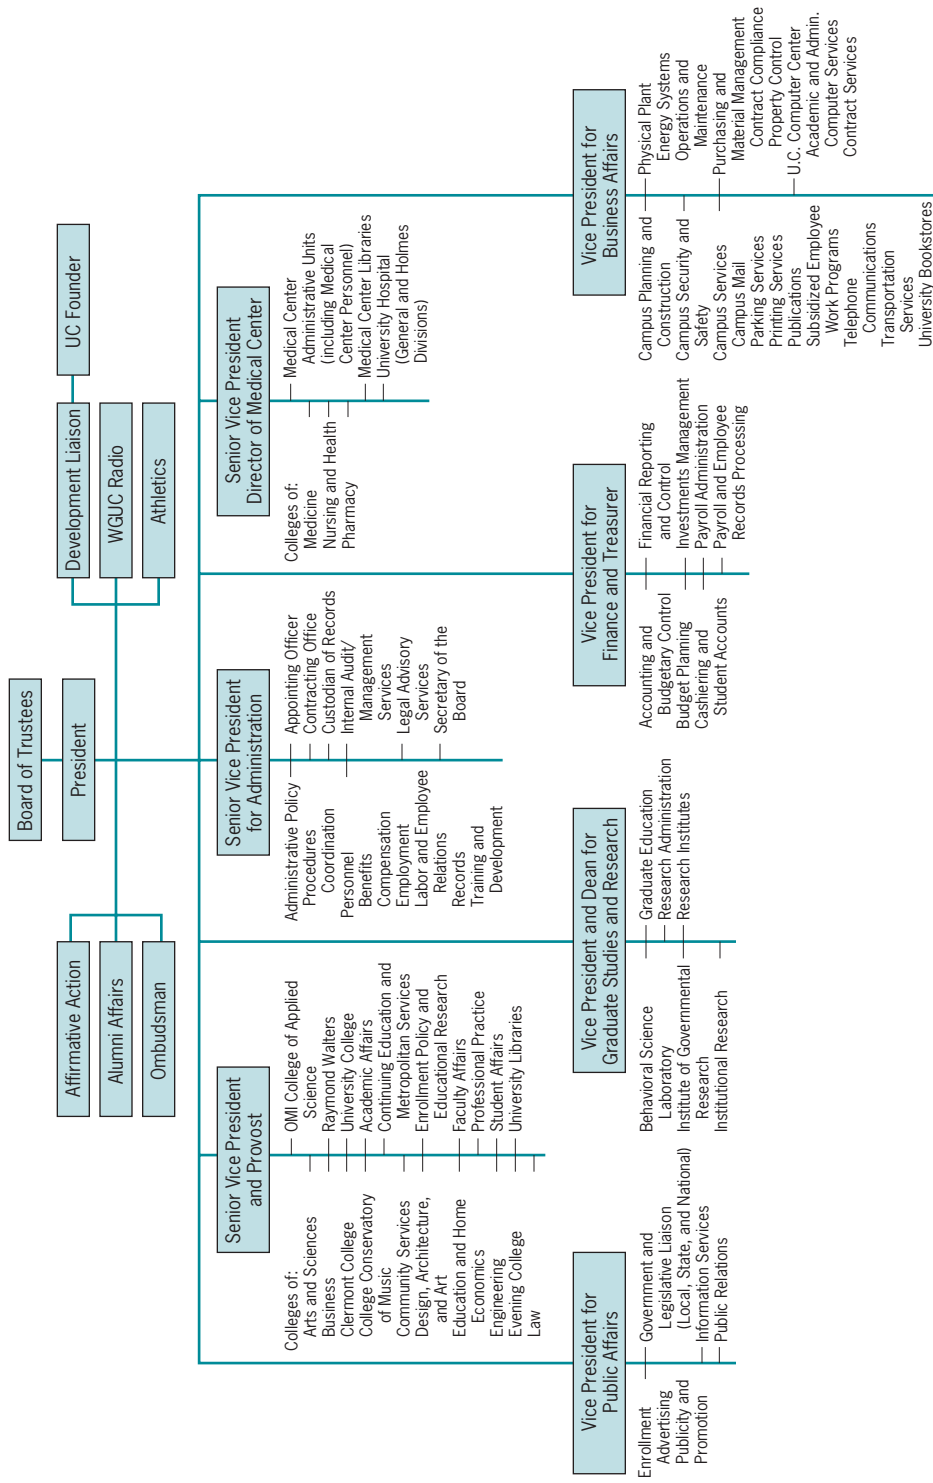 Board of Trustees
President
Affirmative Action
Alumni Affairs
Ombudsman
Development Liaison
UC Founder
WGUC Radio
Athletics
Senior Vice President
and Provost
Colleges of:
Arts and Sciences
Business
Clermont College
College Conservatory
of Music
Community Services
Design, Architecture,
and Art
Education and Home
Economics
Engineering
Evening College
Law
OMI College of Applied
Science
Raymond Walters
University College
Academic Affairs
Continuing Education and
Metropolitan Services
Enrollment Policy and
Educational Research
Faculty Affairs
Professional Practice
Student Affairs
University Libraries
Senior Vice President
for Administration
Administrative Policy
Procedures
Coordination
Personnel
Benefits
Compensation
Employment
Labor and Employee
Relations
Records
Training and
Development
Appointing Officer
Contracting Office
Custodian of Records
Internal Audit/
Management
Services
Legal Advisory
Services
Secretary of the
Board
Senior Vice President
Director of Medical Center
Colleges of:
Medicine
Nursing and Health
Pharmacy
Medical Center
Administrative Units
(including Medical
Center Personnel)
Medical Center Libraries
University Hospital
(General and Holmes
Divisions)
Vice President for
Public Affairs
Enrollment
Advertising
Publicity and
Promotion
Government and
Legislative Liaison
(Local, State, and National)
Information Services
Public Relations
Vice President and Dean for
Graduate Studies and Research
Behavioral Science
Laboratory
Institute of Governmental
Research
Institutional Research
Graduate Education
Research Administration
Research Institutes
Vice President for
Finance and Treasurer
Accounting and
Budgetary Control
Budget Planning
Cashiering and
Student Accounts
Financial Reporting
and Control
Investments Management
Payroll Administration
Payroll and Employee
Records Processing
Vice President for
Business Affairs
Campus Planning and
Construction
Campus Security and
Safety
Campus Services
Campus Mail
Parking Services
Printing Services
Publications
Subsidized Employee
Work Programs
Telephone
Communications
Transportation
Services
University Bookstores
Physical Plant
Energy Systems
Operations and
Maintenance
Purchasing and
Material Management
Contract Compliance
Property Control
U.C. Computer Center
Academic and Admin.
Computer Services
Contract Services